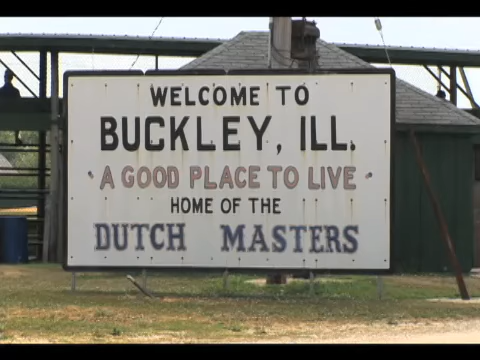 WELCOME TO
BUCKLEY, ILL.
A GOOD PLACE TO LIVE
HOME OF THE
DUTCH MASTERS